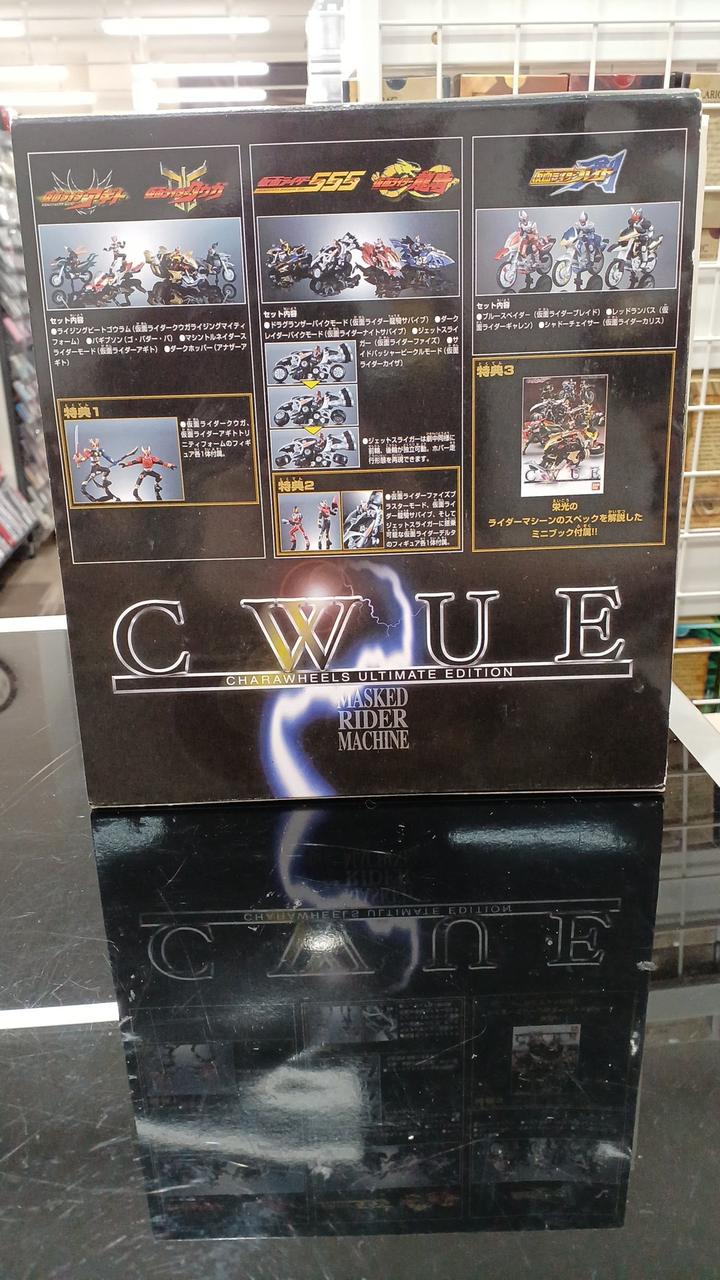 仮面ライダーアギト
仮面ライダークウガ
セット内容
●ライジングビートゴウラム(仮面ライダークウガライジングマイティ
フォーム) ●バギブソン(ゴ・バダー・バ) ●マシントルネイダース
ライダーモード(仮面ライダーアギト) ●ダークホッパー(アナザーア
ギト)
特典1
●仮面ライダークウガ、
仮面ライダーアギトトリ
ニティフォームのフィギ
ュア各1体付属。
仮面ライダー555
仮面ライダー龍騎
セット内容
●ドラグランザーバイクモード(仮面ライダー龍騎サバイブ) ●ダーク
レイダーバイクモード(仮面ライダーナイトサバイブ) ●ジェットスライ
ガー(仮面ライダーファイズ) ●サ
イドバッシャービークルモード(仮面
ライダーカイザ)
●ジェットスライガーは劇中同様に
前輪、後輪が独立可動。ホバー走
行形態を再現できます。
特典2
●仮面ライダーファイズブ
ラスターモード、仮面ライ
ダー龍騎サバイブ、そして
ジェットスライガーに搭乗
可能な仮面ライダーデルタ
のフィギュア各1体付属。
仮面ライダーブレイド
セット内容
●ブルースペイダー(仮面ライダーブレイド) ●レッドランバス(仮
面ライダーギャレン) ●シャドーチェイサー(仮面ライダーカリス)
特典3
栄光の
ライダーマシーンのスペックを解説した
ミニブック付属!!
C W U E
CHARAWHEELS ULTIMATE EDITION
MASKED
RIDER
MACHINE